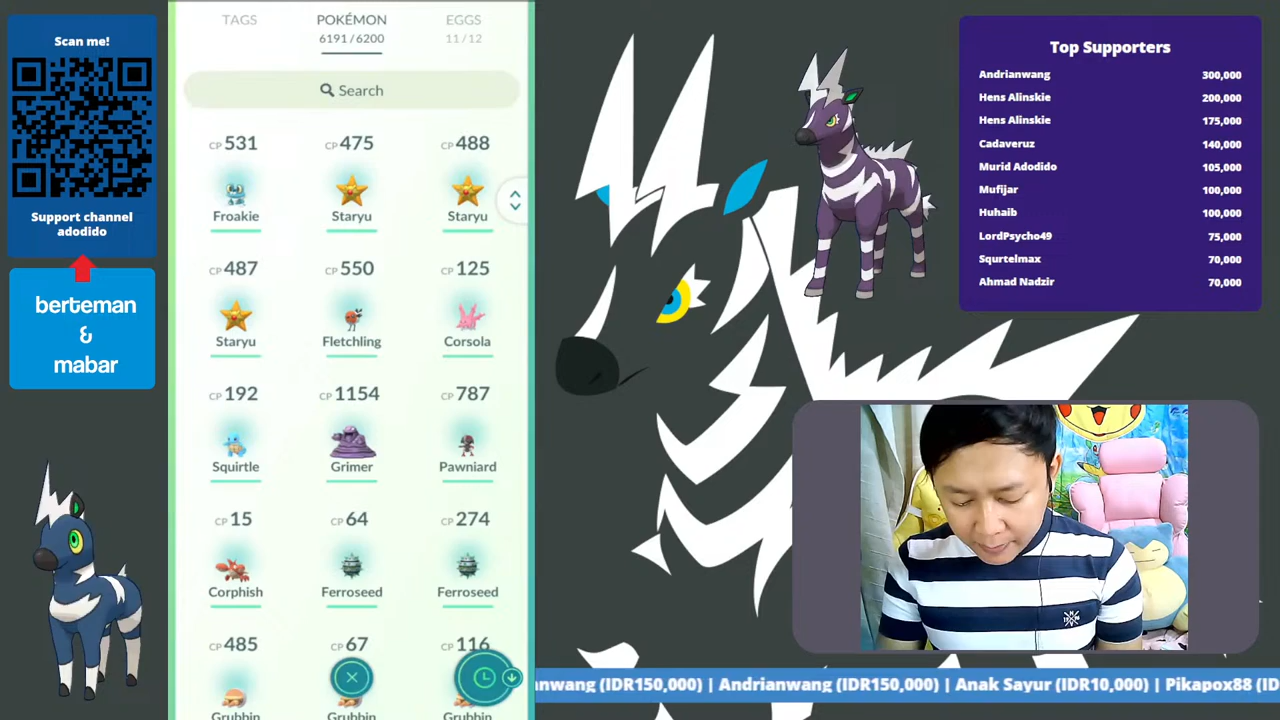 Scan me!
Support channel
adodido
berteman
&
mabar
TAGS
POKÉMON
6191 / 6200
EGGS
11 / 12
Search
CP 531
CP 475
CP 488
Froakie
Staryu
Staryu
CP 487
CP 550
CP 125
Staryu
Fletchling
Corsola
CP 192
CP 1154
CP 787
Squirtle
Grimer
Pawniard
CP 15
CP 64
CP 274
Corphish
Ferroseed
Ferroseed
CP 485
CP 67
CP 116
Grubbin
Grubbin
Grubbin
Top Supporters
Andrianwang 300,000
Hens Alinskie 200,000
Hens Alinskie 175,000
Cadaveruz 140,000
Murid Adodido 105,000
Mufijar 100,000
Huhaib 100,000
LordPsycho49 75,000
Squrtelmax 70,000
Ahmad Nadzir 70,000
nwang (IDR150,000) | Andrianwang (IDR150,000) | Anak Sayur (IDR10,000) | Pikapox88 (ID